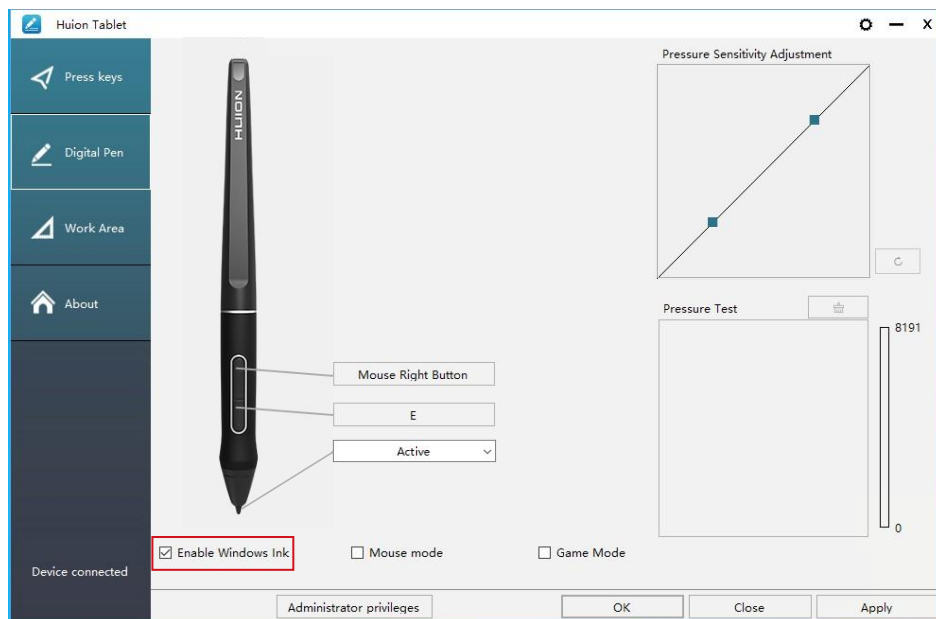 Huion Tablet
Press keys
Digital Pen
Work Area
About
Device connected
HUION
Mouse Right Button
E
Active
Enable Windows Ink
Mouse mode
Game Mode
Pressure Sensitivity Adjustment
Pressure Test
8191
0
Administrator privileges
OK
Close
Apply